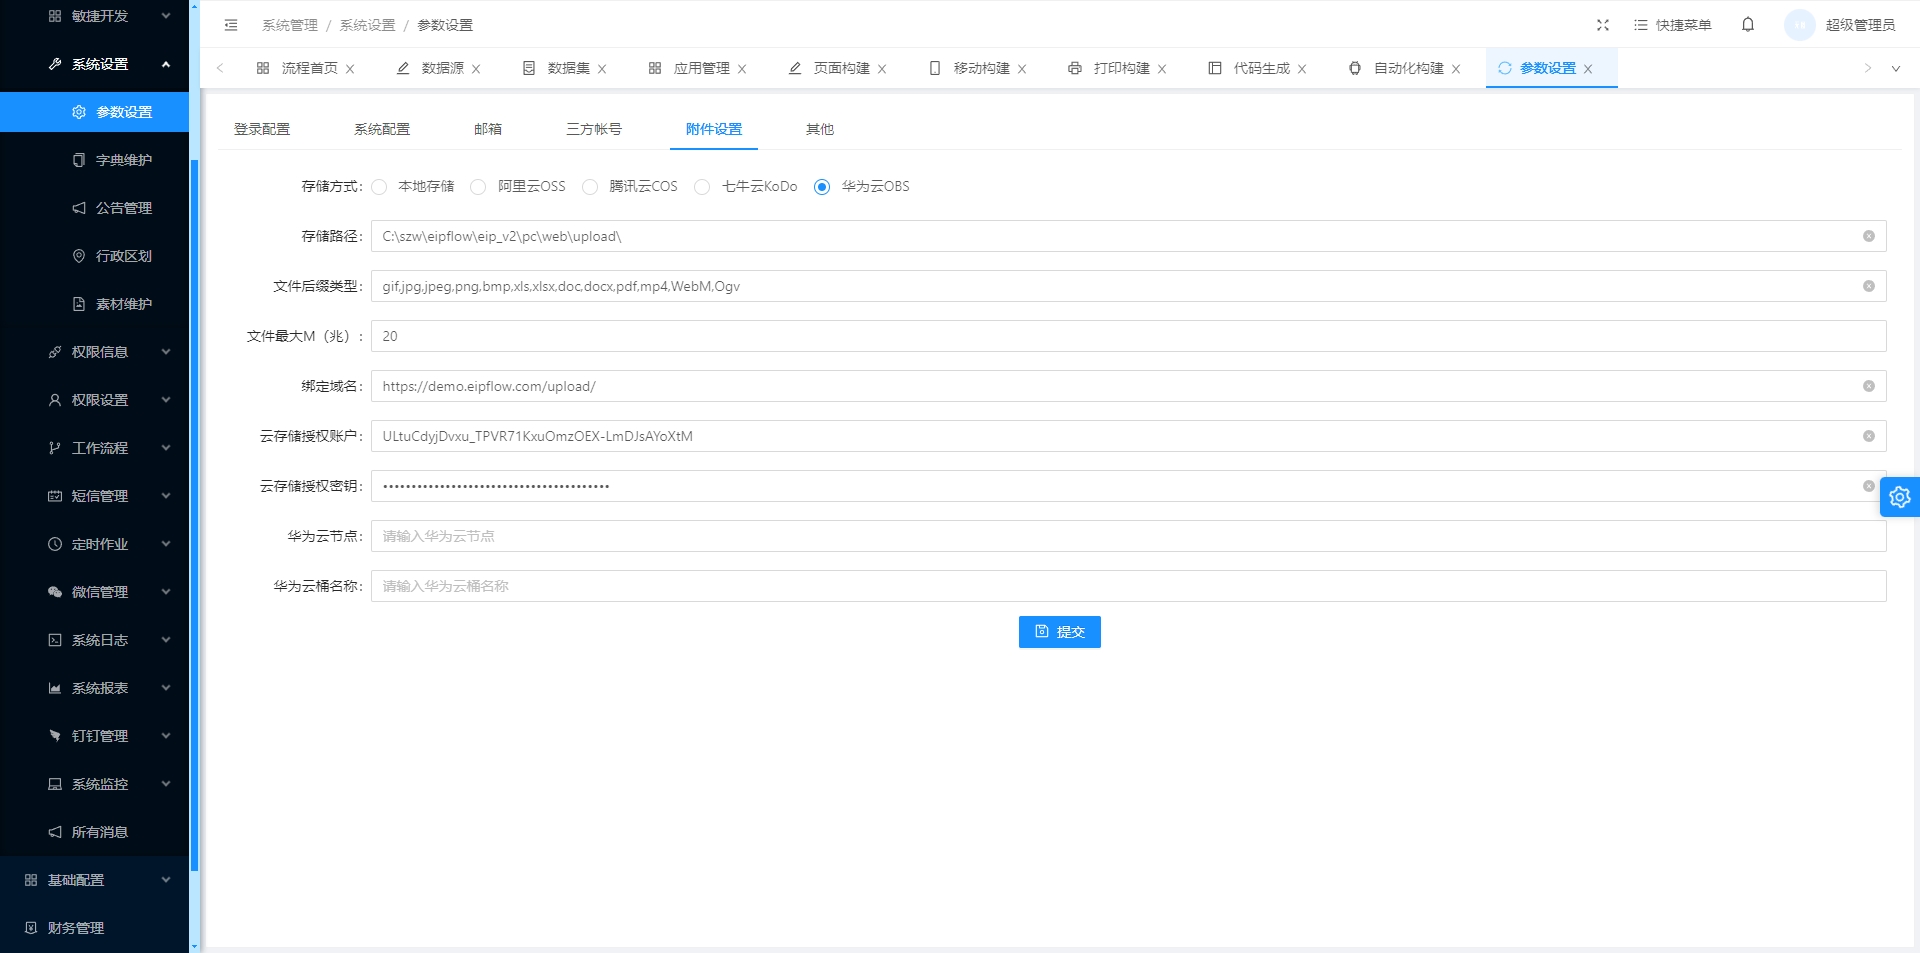 敏捷开发
系统设置
参数设置
字典维护
公告管理
行政区划
素材维护
权限信息
权限设置
工作流程
短信管理
定时作业
微信管理
系统日志
系统报表
钉钉管理
系统监控
所有消息
基础配置
财务管理
系统管理 / 系统设置 / 参数设置
快捷菜单
超级管理员
流程首页 数据源 数据集 应用管理 页面构建 移动构建 打印构建 代码生成 自动化构建 参数设置
登录配置 系统配置 邮箱 三方帐号 附件设置 其他
存储方式: 本地存储 阿里云OSS 腾讯云COS 七牛云KoDo 华为云OBS
存储路径: C:\szw\eipflow\eip_v2\pc\web\upload\
文件后缀类型: gif,jpg,jpeg,png,bmp,xls,xlsx,doc,docx,pdf,mp4,WebM,Ogv
文件最大M（兆）: 20
绑定域名: https://demo.eipflow.com/upload/
云存储授权账户: ULtuCdyjDvxu_TPVR71KxuOmzOEX-LmDJsAYoXtM
云存储授权密钥: ••••••••••••••••••••••••••••••••••••••••
华为云节点: 请输入华为云节点
华为云桶名称: 请输入华为云桶名称
提交